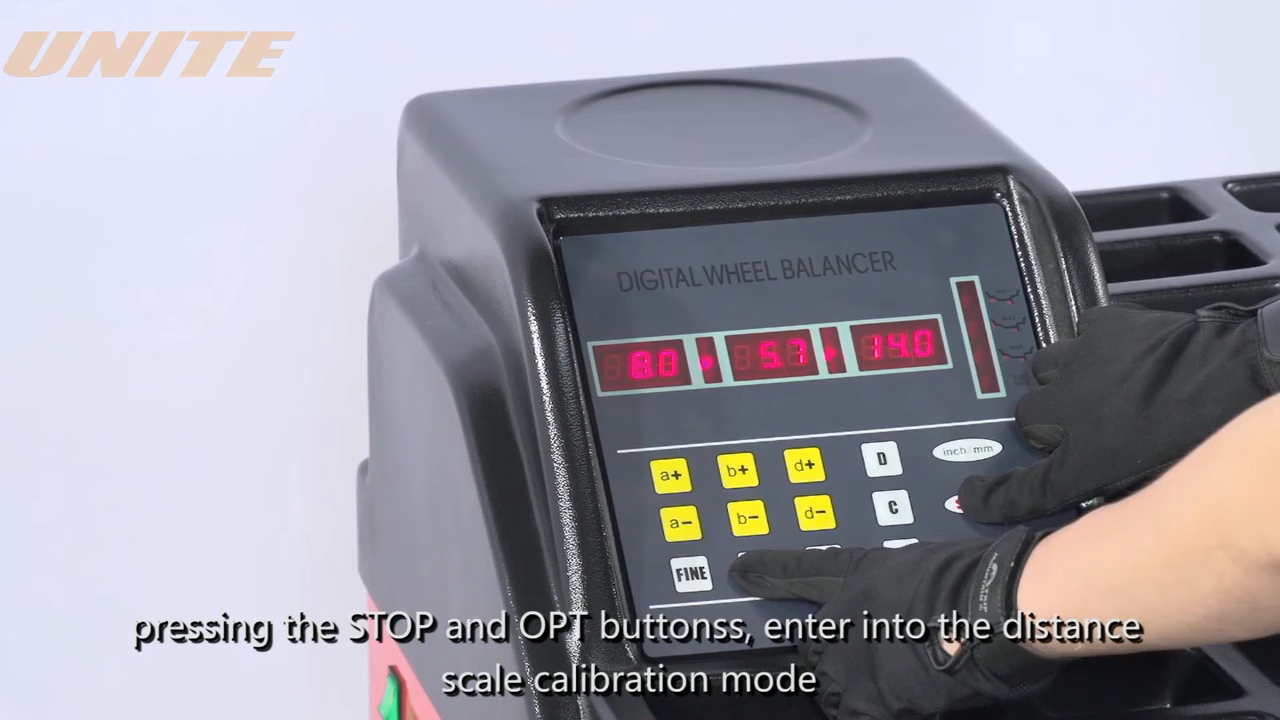 UNITE
DIGITAL WHEEL BALANCER
8.0 5.7 14.0
a+ b+ d+ D inch/mm
a- b- d- C
FINE
pressing the STOP and OPT buttonss, enter into the distance
scale calibration mode